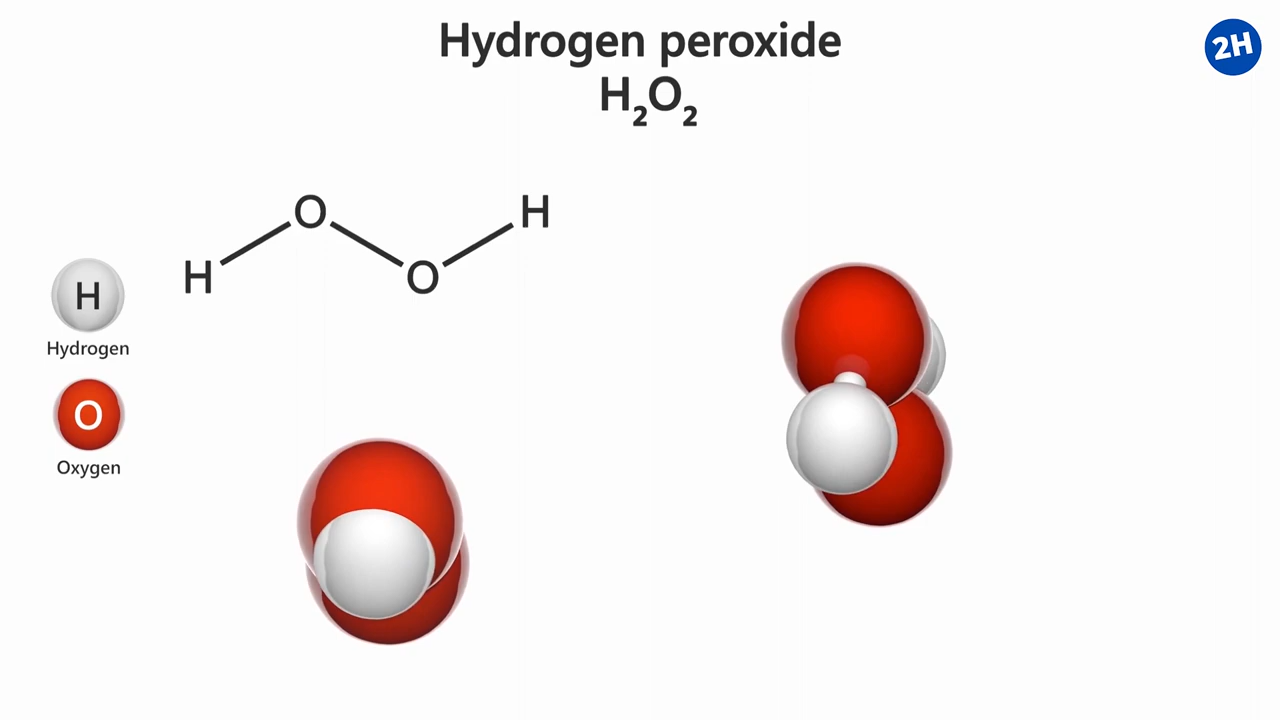 Hydrogen peroxide
H₂O₂
2H
H
O
O
H
H
Hydrogen
O
Oxygen